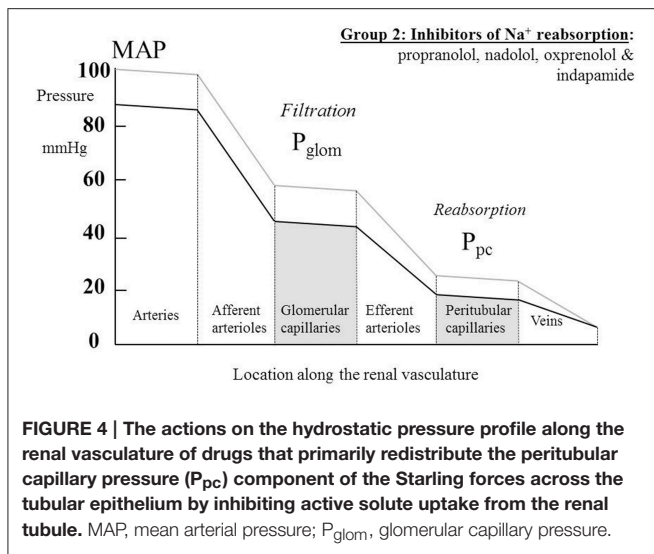 Group 2: Inhibitors of Na+ reabsorption:
propranolol, nadolol, oxprenolol &
indapamide
MAP
100
Pressure
80
mmHg
60
40
20
0
Filtration
Pglom
Reabsorption
Ppc
Arteries
Afferent
arterioles
Glomerular
capillaries
Efferent
arterioles
Peritubular
capillaries
Veins
Location along the renal vasculature
FIGURE 4 | The actions on the hydrostatic pressure profile along the
renal vasculature of drugs that primarily redistribute the peritubular
capillary pressure (Ppc) component of the Starling forces across the
tubular epithelium by inhibiting active solute uptake from the renal
tubule. MAP, mean arterial pressure; Pglom, glomerular capillary pressure.